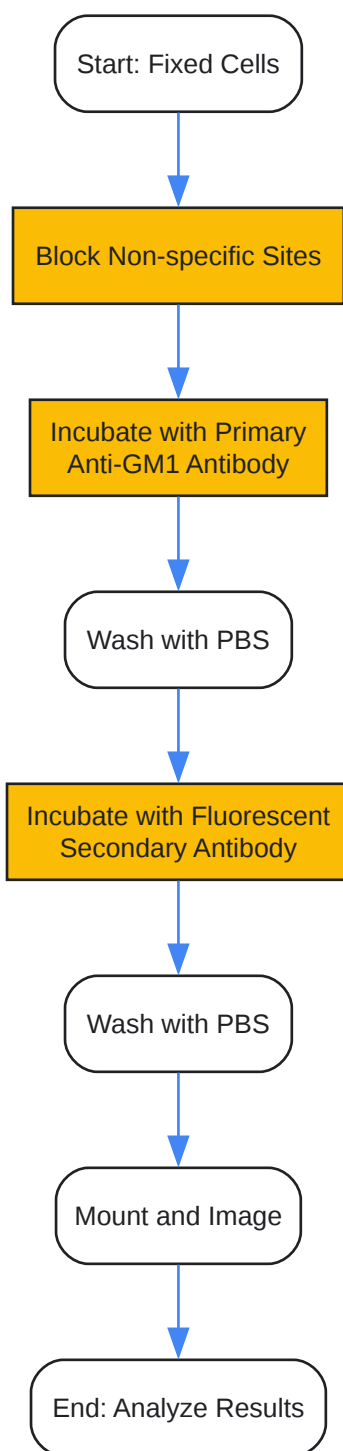 Start: Fixed Cells
Block Non-specific Sites
Incubate with Primary
Anti-GM1 Antibody
Wash with PBS
Incubate with Fluorescent
Secondary Antibody
Wash with PBS
Mount and Image
End: Analyze Results